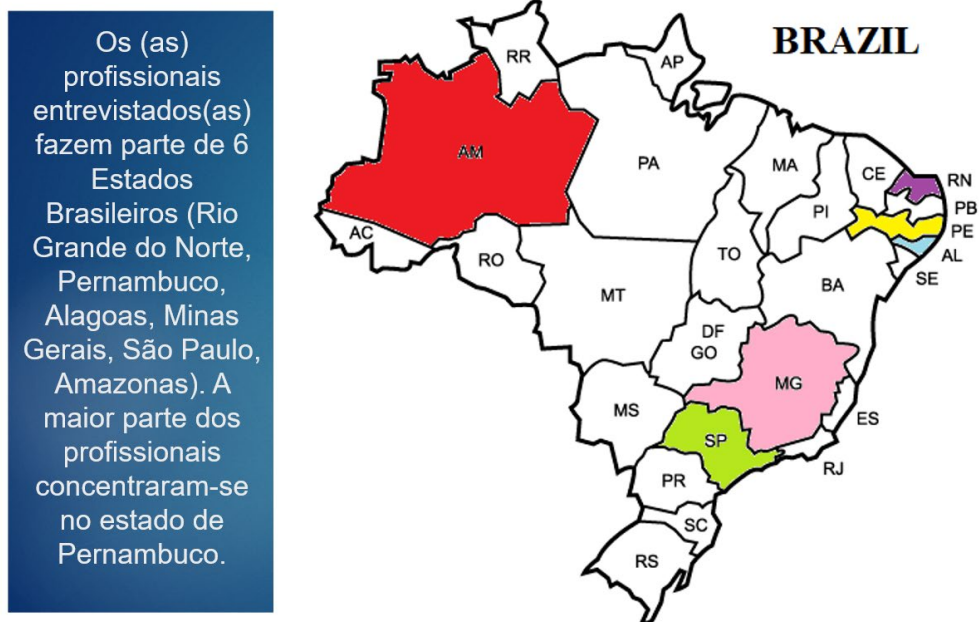 Os (as)
profissionais
entrevistados(as)
fazem parte de 6
Estados
Brasileiros (Rio
Grande do Norte,
Pernambuco,
Alagoas, Minas
Gerais, São Paulo,
Amazonas). A
maior parte dos
profissionais
concentraram-se
no estado de
Pernambuco.
BRAZIL
RR
AP
AM
PA
MA
CE
RN
PB
PE
AL
SE
PI
AC
RO
TO
BA
MT
DF
GO
MG
ES
MS
SP
RJ
PR
SC
RS